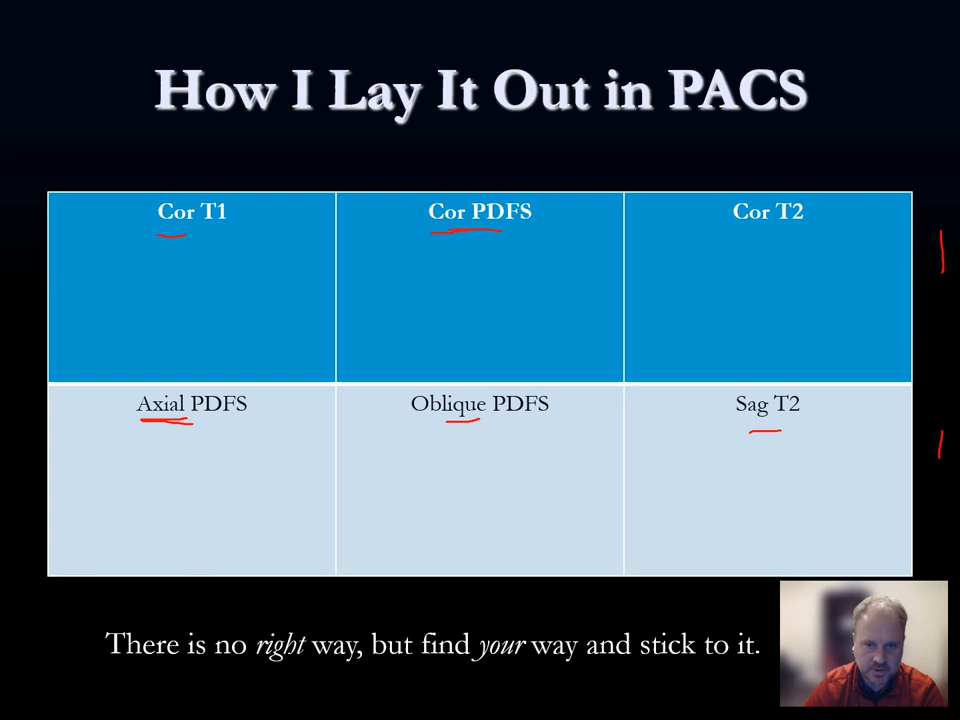 How I Lay It Out in PACS
Cor T1 Cor PDFS Cor T2
Axial PDFS Oblique PDFS Sag T2
There is no right way, but find your way and stick to it.